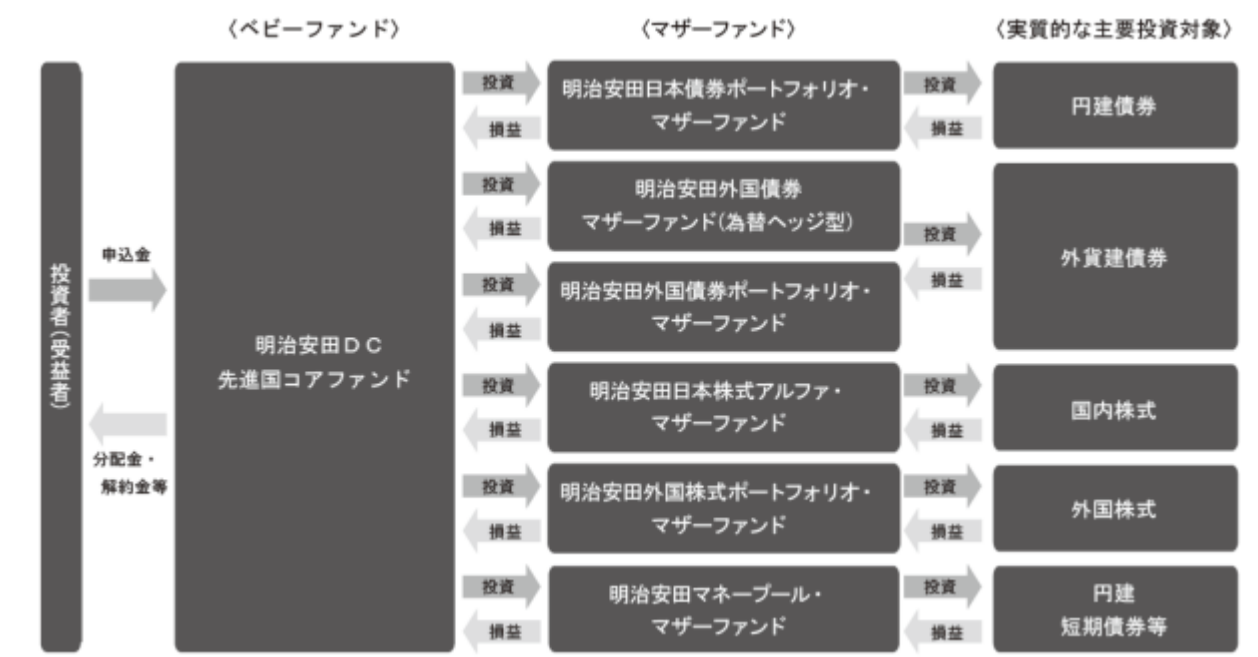 〈ベビーファンド〉
〈マザーファンド〉
〈実質的な主要投資対象〉
投資者(受益者)
申込金
分配金・
解約金等
明治安田DC
先進国コアファンド
投資
損益
明治安田日本債券ポートフォリオ・
マザーファンド
投資
損益
円建債券
投資
損益
明治安田外国債券
マザーファンド(為替ヘッジ型)
投資
損益
明治安田外国債券ポートフォリオ・
マザーファンド
投資
損益
外貨建債券
投資
損益
明治安田日本株式アルファ・
マザーファンド
投資
損益
国内株式
投資
損益
明治安田外国株式ポートフォリオ・
マザーファンド
投資
損益
外国株式
投資
損益
明治安田マネープール・
マザーファンド
投資
損益
円建
短期債券等